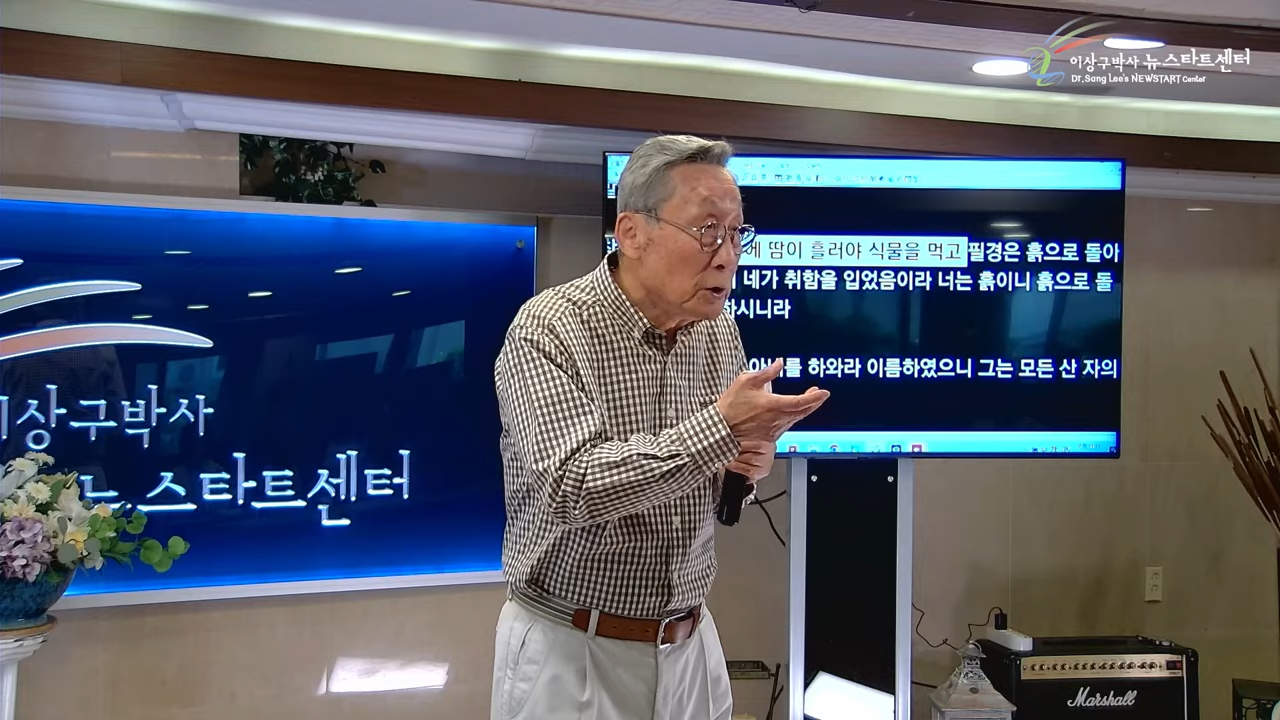 이상구박사 뉴스타트센터
Dr. Sang Lee's NEWSTART Center
에 땀이 흘러야 식물을 먹고 필경은 흙으로 돌아
네가 취함을 입었음이라 너는 흙이니 흙으로 돌
하시니라
를 하와라 이름하였으니 그는 모든 산 자의
이상구박사
스타트센터
Marshall